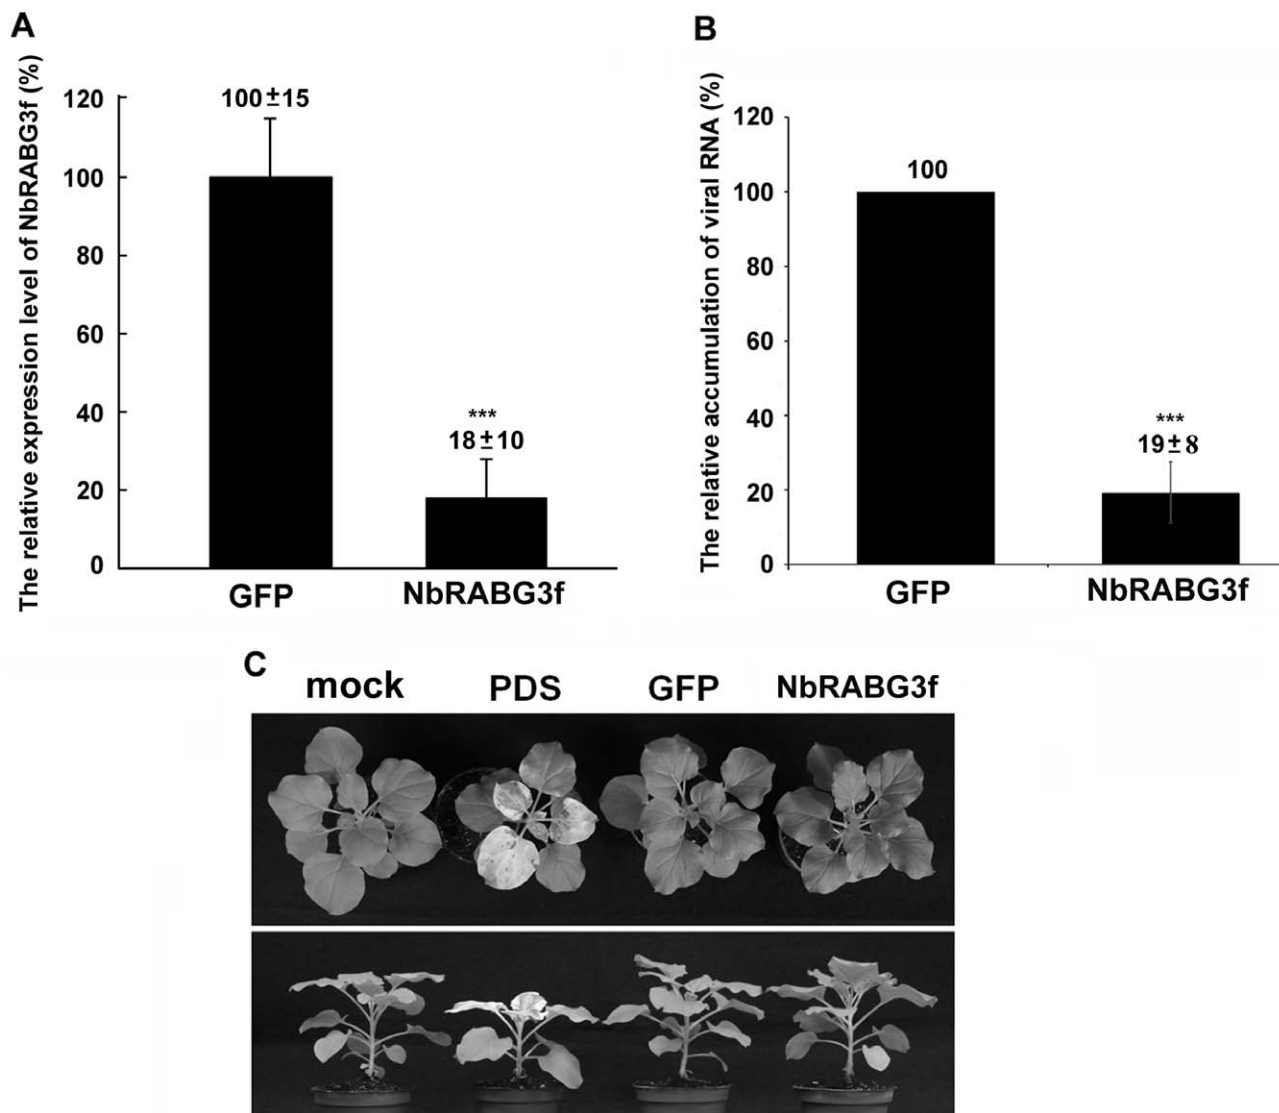 A
The relative expression level of NbRABG3f (%)
120
100
80
60
40
20
0
100±15
***
18±10
GFP
NbRABG3f
B
The relative accumulation of viral RNA (%)
120
100
80
60
40
20
0
100
***
19±8
GFP
NbRABG3f
C
mock
PDS
GFP
NbRABG3f